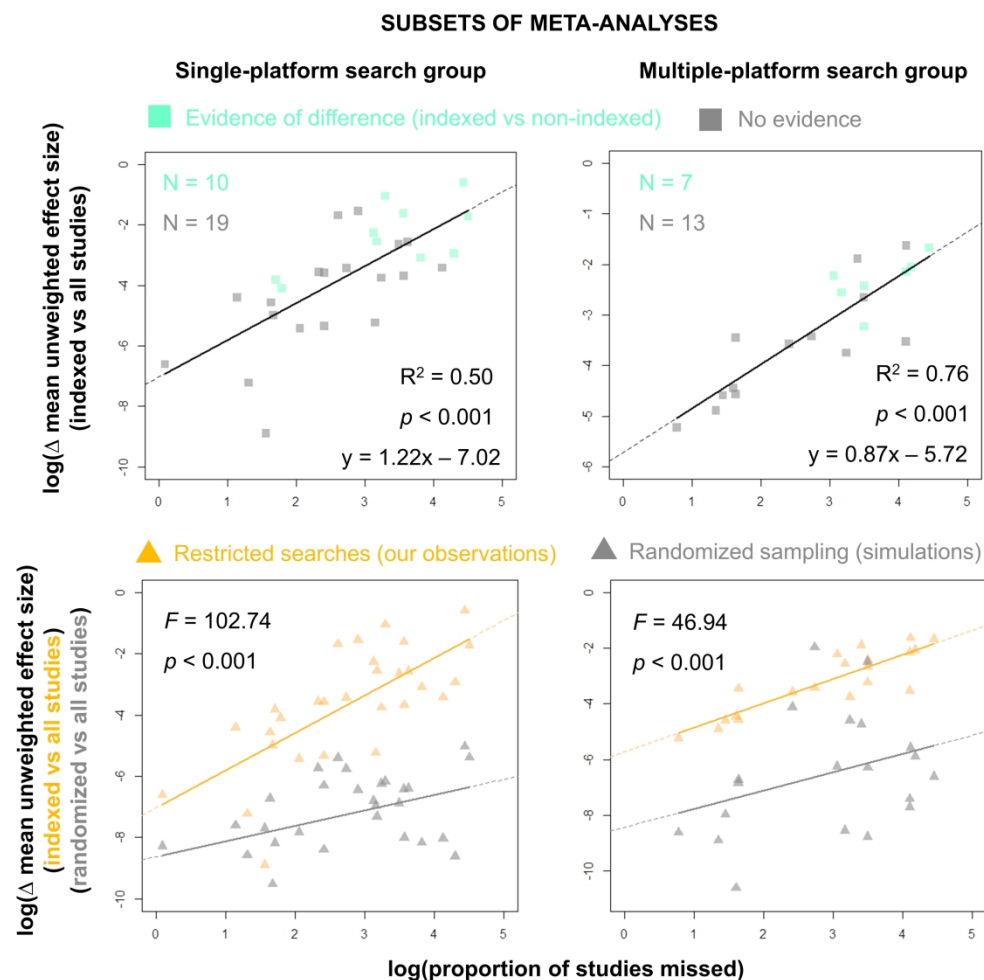 SUBSETS OF META-ANALYSES
Single-platform search group
Multiple-platform search group
Evidence of difference (indexed vs non-indexed)
No evidence
log(Δ mean unweighted effect size)
(indexed vs all studies)
0
-2
-4
-6
-8
-10
N = 10
N = 19
R² = 0.50
p < 0.001
y = 1.22x – 7.02
0 1 2 3 4 5
0
-1
-2
-3
-4
-5
-6
N = 7
N = 13
R² = 0.76
p < 0.001
y = 0.87x – 5.72
0 1 2 3 4 5
Restricted searches (our observations)
Randomized sampling (simulations)
log(Δ mean unweighted effect size)
(indexed vs all studies)
(randomized vs all studies)
0
-2
-4
-6
-8
-10
F = 102.74
p < 0.001
0 1 2 3 4 5
0
-2
-4
-6
-8
-10
F = 46.94
p < 0.001
0 1 2 3 4 5
log(proportion of studies missed)